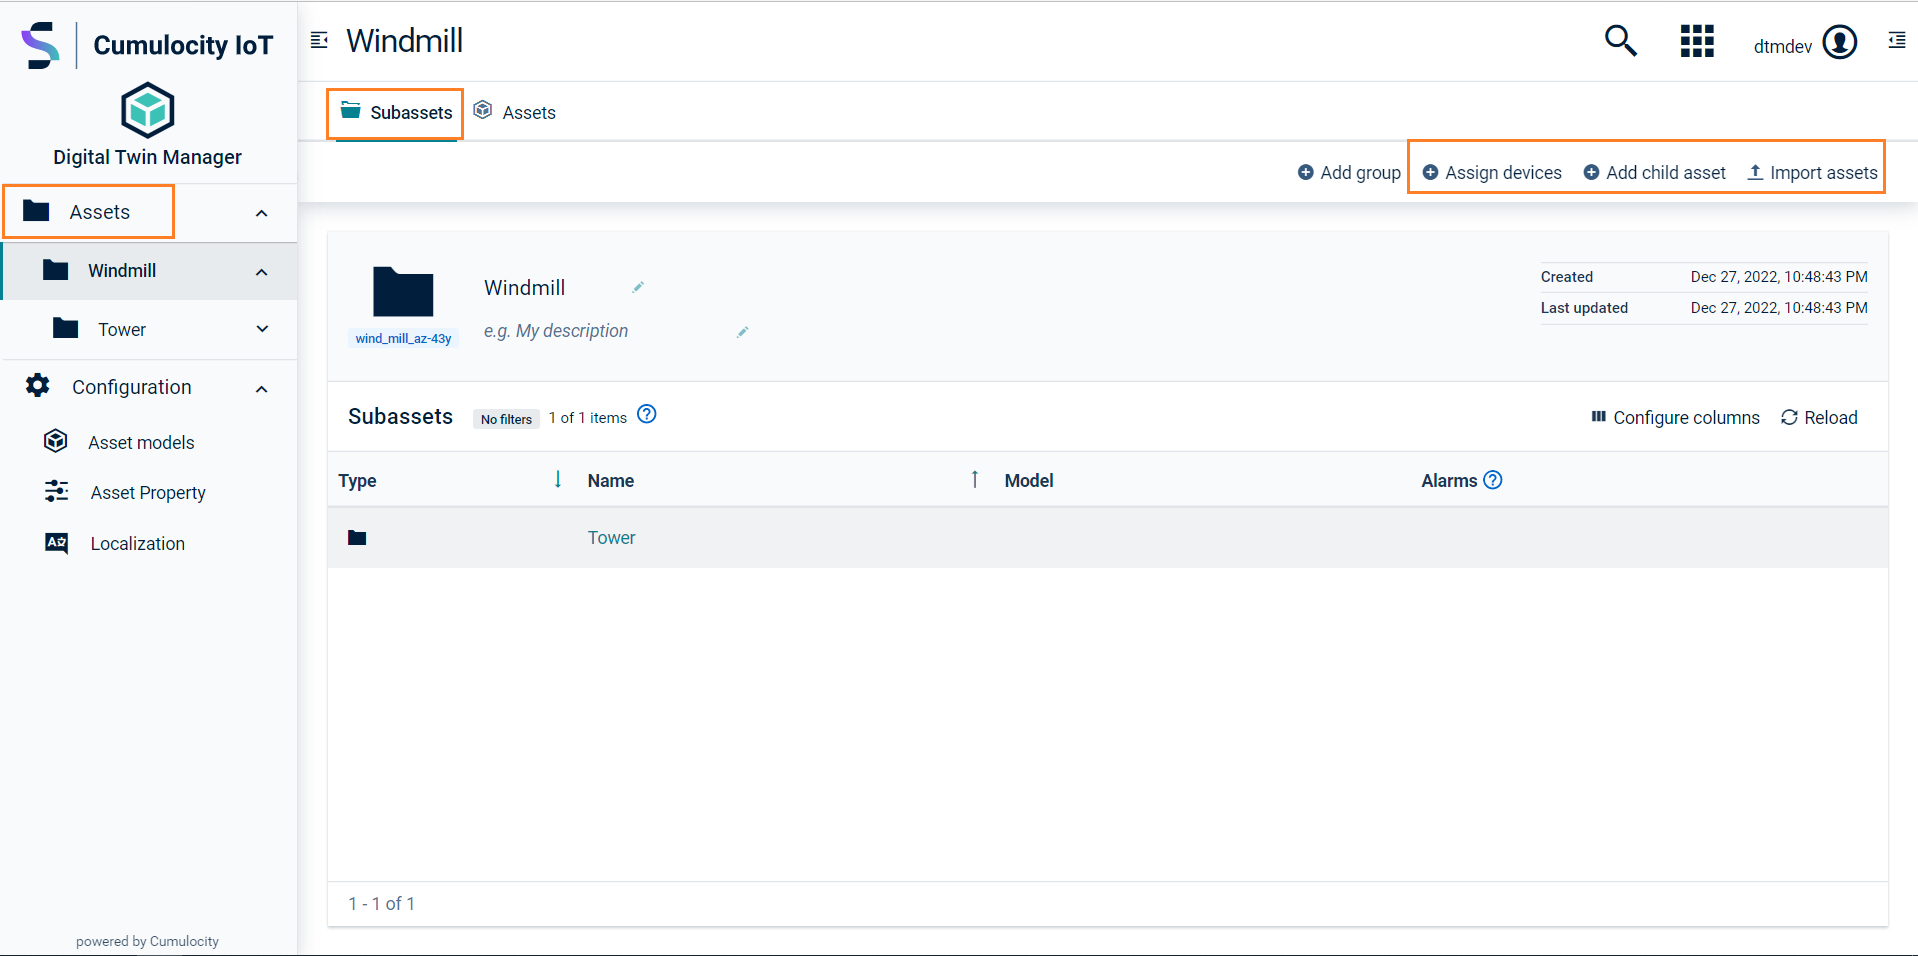 Cumulocity IoT
Digital Twin Manager
Assets
Windmill
Tower
Configuration
Asset models
Asset Property
Localization
powered by Cumulocity
Windmill
dtmdev
Subassets
Assets
Add group
Assign devices
Add child asset
Import assets
wind_mill_az-43y
Windmill
e.g. My description
Created Dec 27, 2022, 10:48:43 PM
Last updated Dec 27, 2022, 10:48:43 PM
Subassets No filters 1 of 1 items
Configure columns Reload
Type Name Model Alarms
Tower
1 - 1 of 1